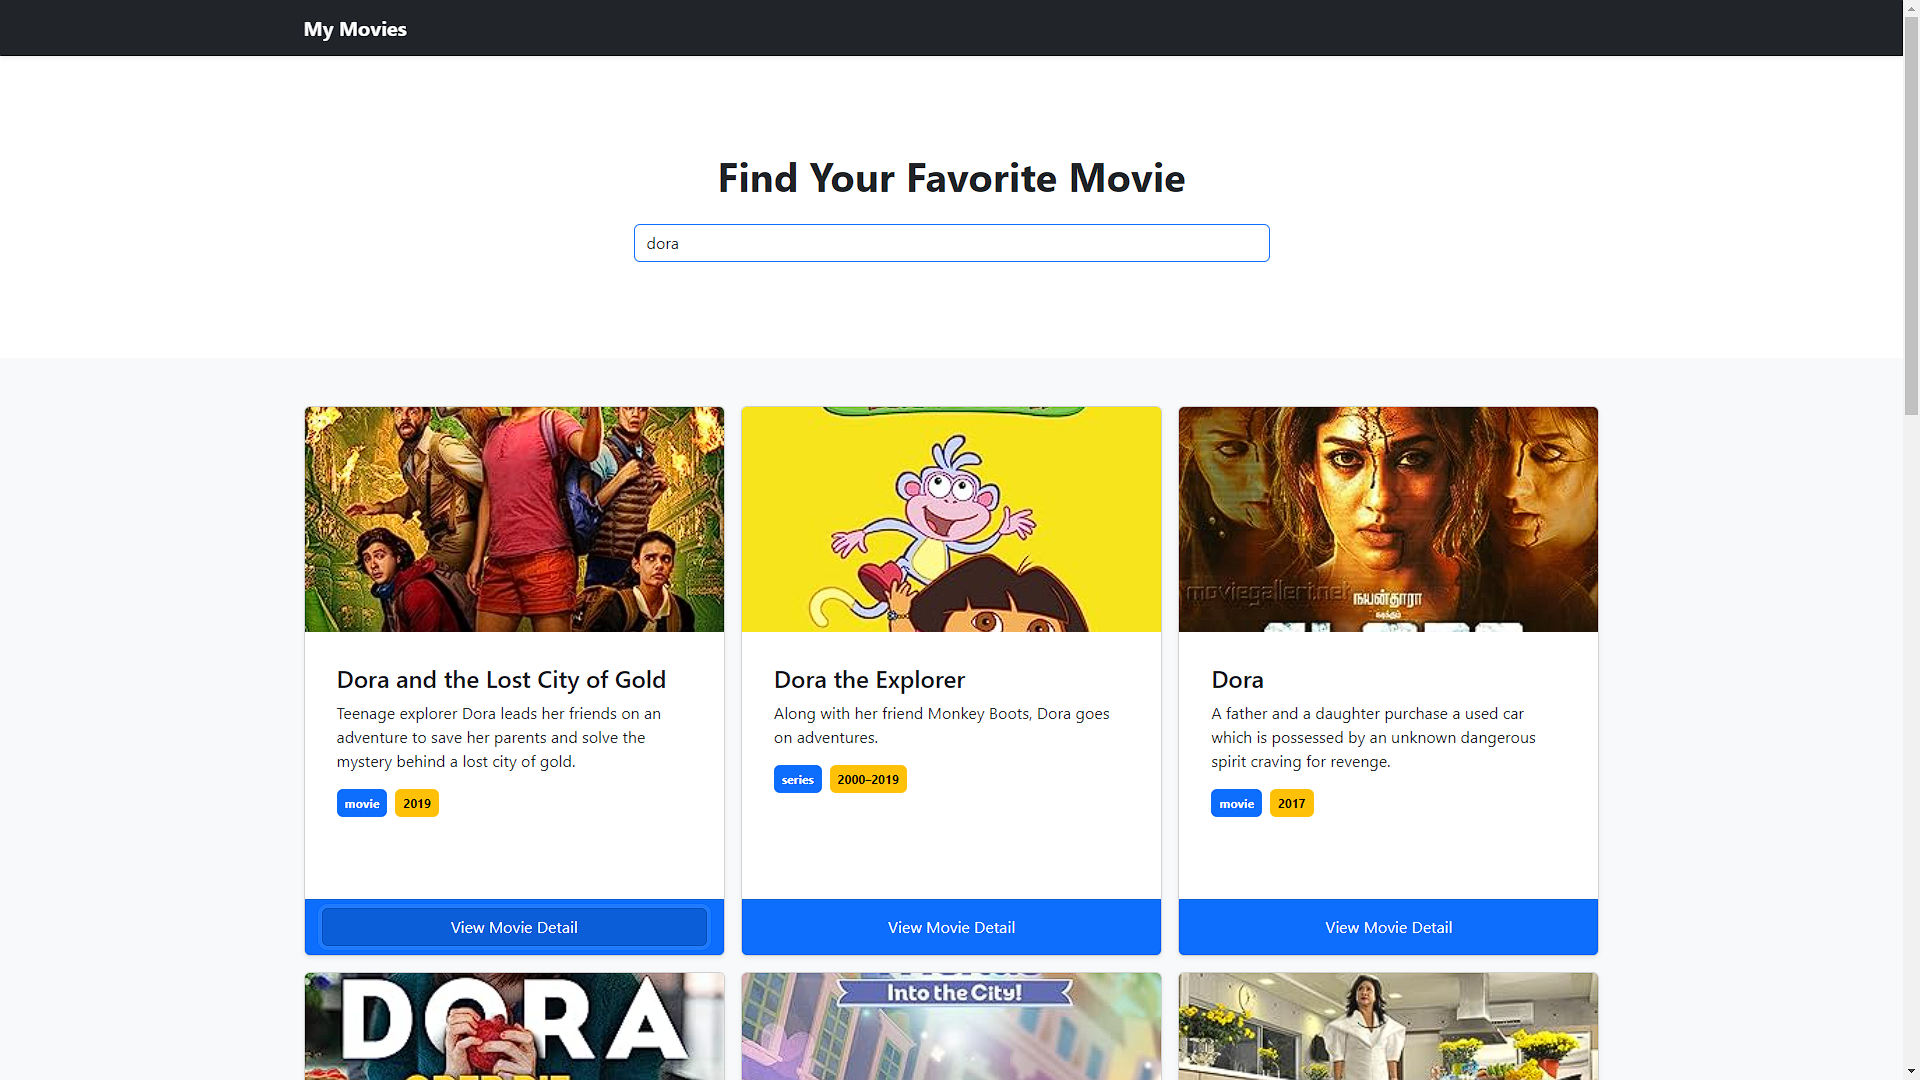 My Movies
Find Your Favorite Movie
dora
moviegalleri.net
நயன்தாரா
Dora and the Lost City of Gold
Teenage explorer Dora leads her friends on an
adventure to save her parents and solve the
mystery behind a lost city of gold.
movie 2019
View Movie Detail
Dora the Explorer
Along with her friend Monkey Boots, Dora goes
on adventures.
series 2000–2019
View Movie Detail
Dora
A father and a daughter purchase a used car
which is possessed by an unknown dangerous
spirit craving for revenge.
movie 2017
View Movie Detail
DORA
Into the City!